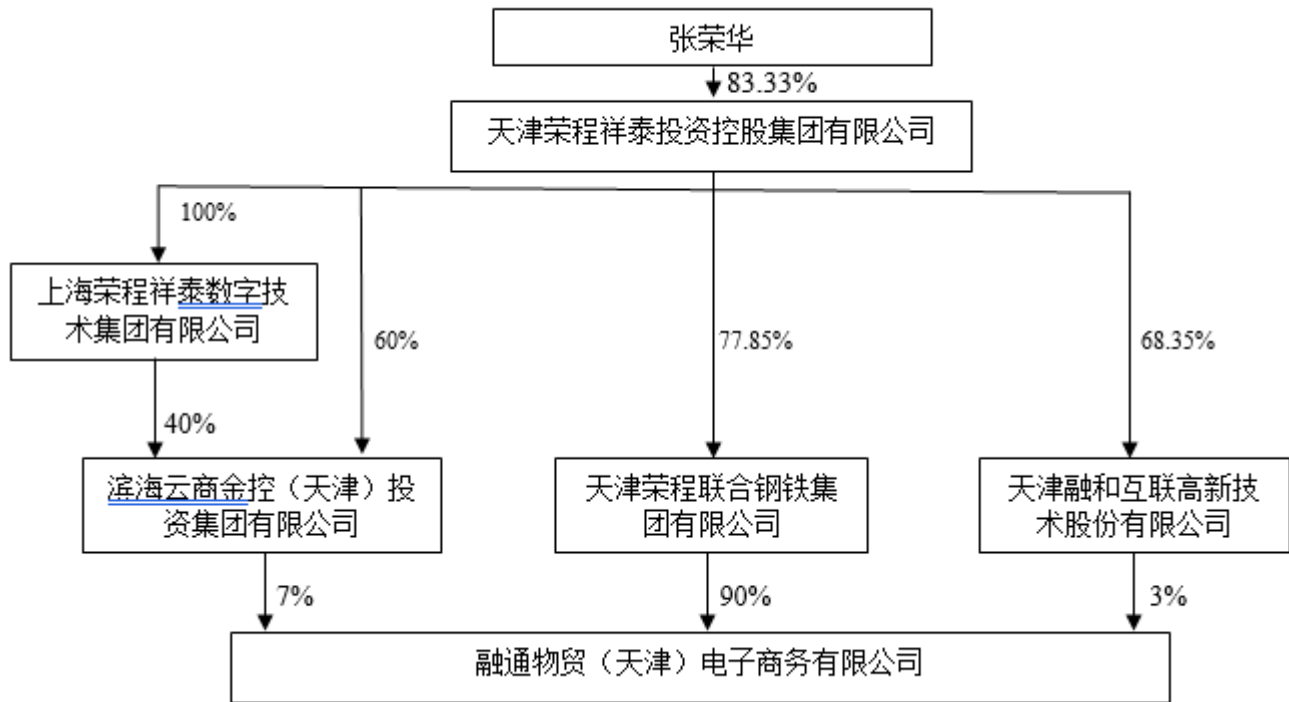 张荣华
83.33%
天津荣程祥泰投资控股集团有限公司
100%
上海荣程祥泰数字技
术集团有限公司
60%
77.85%
68.35%
40%
滨海云商金控（天津）投
资集团有限公司
天津荣程联合钢铁集
团有限公司
天津融和互联高新技
术股份有限公司
7%
90%
3%
融通物贸（天津）电子商务有限公司